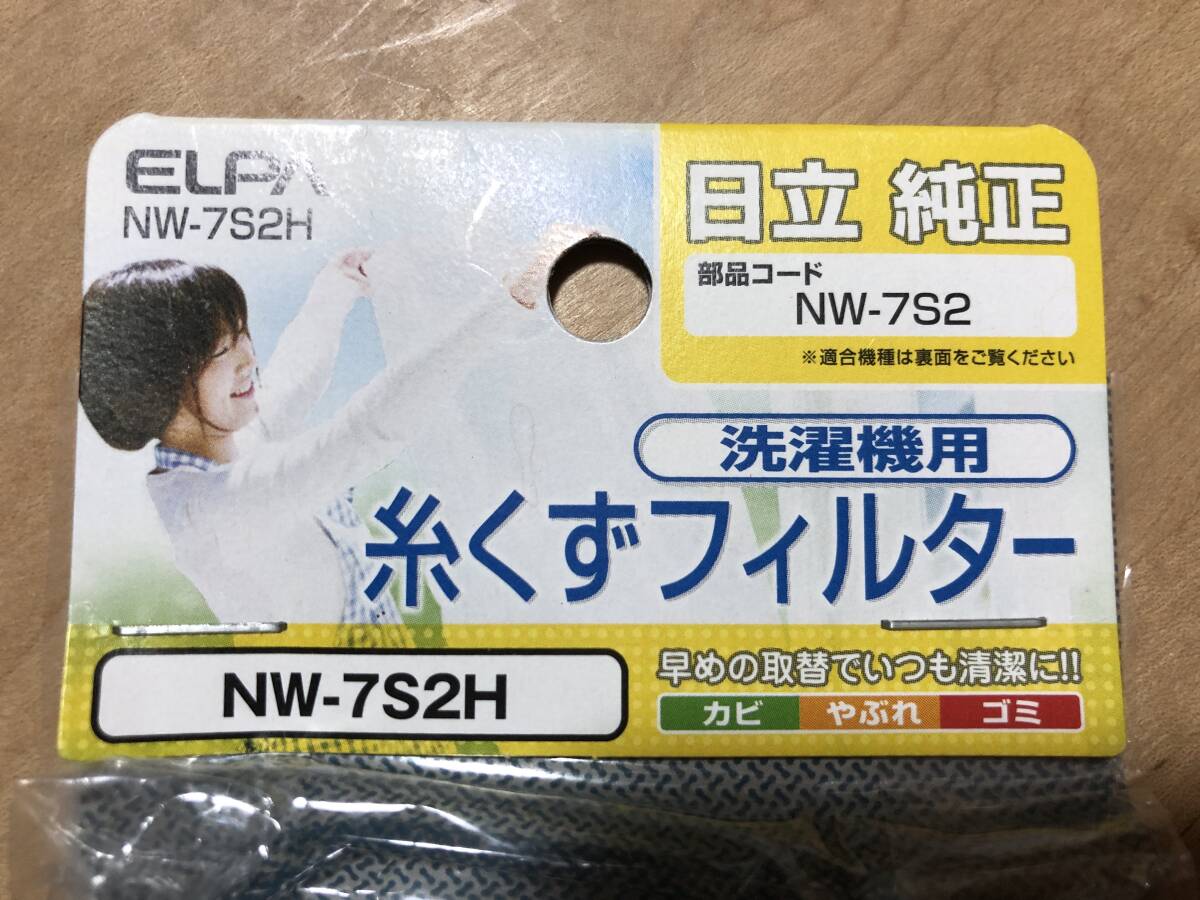 ELPA
NW-7S2H
日立 純正
部品コード
NW-7S2
※適合機種は裏面をご覧ください
洗濯機用
糸くずフィルター
NW-7S2H
早めの取替でいつも清潔に!!
カビ やぶれ ゴミ